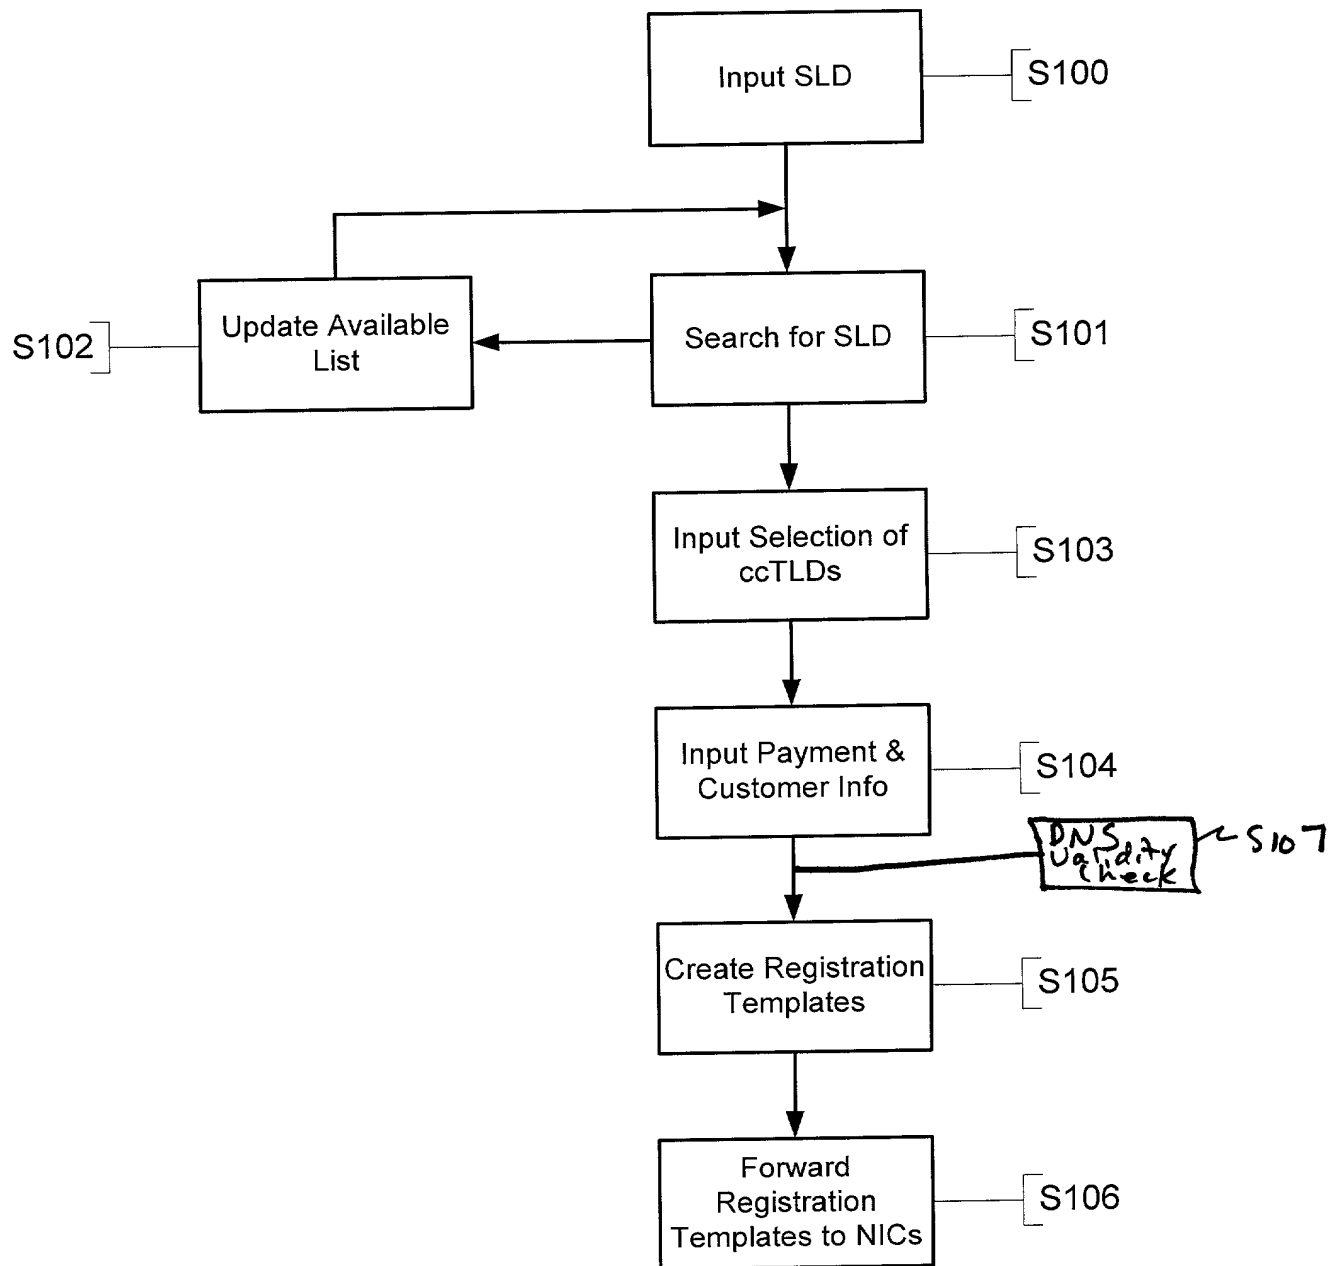 Input SLD
S100
Update Available
List
S102
Search for SLD
S101
Input Selection of
ccTLDs
S103
Input Payment &
Customer Info
S104
DNS
Validity
Check
S107
Create Registration
Templates
S105
Forward
Registration
Templates to NICs
S106